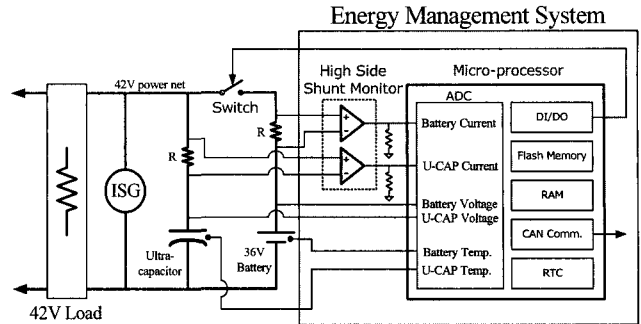 Energy Management System
42V power net
Switch
High Side
Shunt Monitor
Micro-processor
ADC
R
R
+
-
+
-
ISG
Battery Current
U-CAP Current
Battery Voltage
U-CAP Voltage
Battery Temp.
U-CAP Temp.
DI/DO
Flash Memory
RAM
CAN Comm.
RTC
Ultra-
capacitor
36V
Battery
42V Load